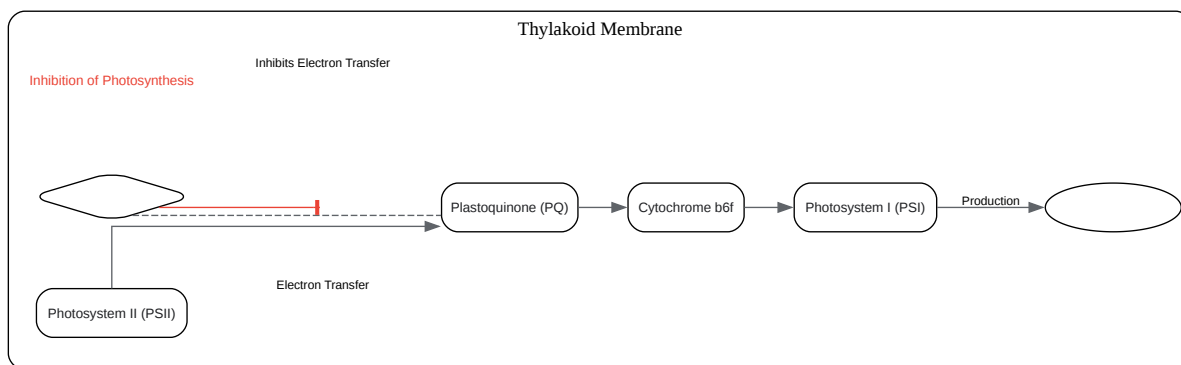 Thylakoid Membrane
Inhibits Electron Transfer
Inhibition of Photosynthesis
Plastoquinone (PQ)
Cytochrome b6f
Photosystem I (PSI)
Production
Electron Transfer
Photosystem II (PSII)